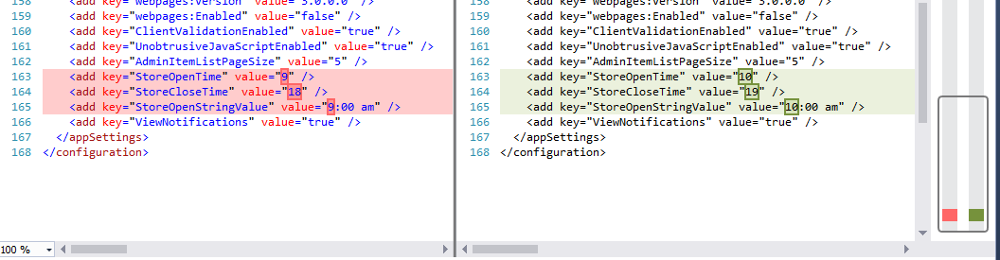 158 <add key="webpages:Version" value="3.0.0.0" />
159 <add key="webpages:Enabled" value="false" />
160 <add key="ClientValidationEnabled" value="true" />
161 <add key="UnobtrusiveJavaScriptEnabled" value="true" />
162 <add key="AdminItemListPageSize" value="5" />
163 <add key="StoreOpenTime" value="9" />
164 <add key="StoreCloseTime" value="18" />
165 <add key="StoreOpenStringValue" value="9:00 am" />
166 <add key="ViewNotifications" value="true" />
167 </appSettings>
168 </configuration>
100 %
158 <add key="webpages:Version" value="3.0.0.0" />
159 <add key="webpages:Enabled" value="false" />
160 <add key="ClientValidationEnabled" value="true" />
161 <add key="UnobtrusiveJavaScriptEnabled" value="true" />
162 <add key="AdminItemListPageSize" value="5" />
163 <add key="StoreOpenTime" value="10" />
164 <add key="StoreCloseTime" value="19" />
165 <add key="StoreOpenStringValue" value="10:00 am" />
166 <add key="ViewNotifications" value="true" />
167 </appSettings>
168 </configuration>